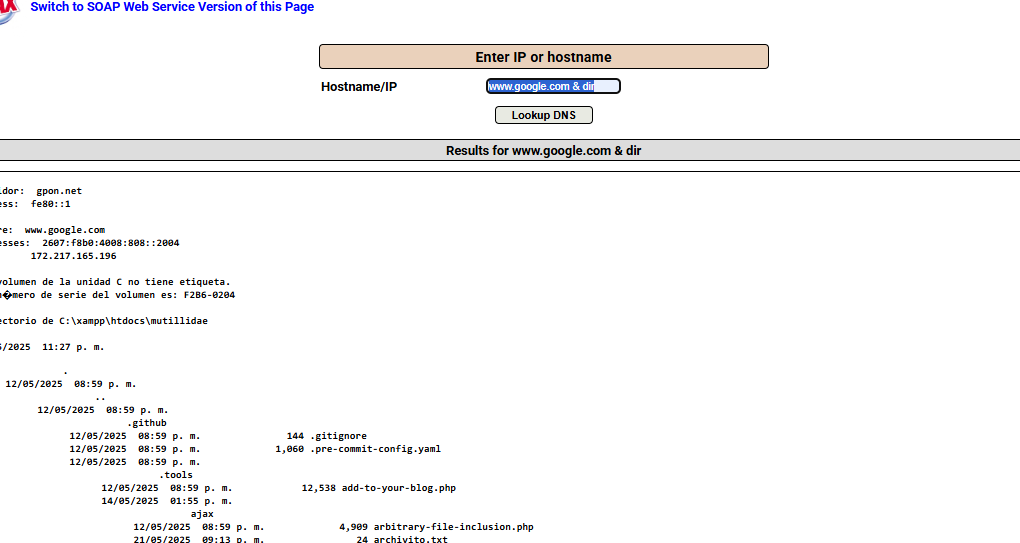 Switch to SOAP Web Service Version of this Page
Enter IP or hostname
Hostname/IP
www.google.com & dir
Lookup DNS
Results for www.google.com & dir
idor:  gpon.net
ess:  fe80::1
re:  www.google.com
esses:  2607:f8b0:4008:808::2004
172.217.165.196
volumen de la unidad C no tiene etiqueta.
n�mero de serie del volumen es: F2B6-0204
ectorio de C:\xampp\htdocs\mutillidae
/2025  11:27 p. m.
.
12/05/2025  08:59 p. m.
..
12/05/2025  08:59 p. m.
.github
12/05/2025  08:59 p. m.               144 .gitignore
12/05/2025  08:59 p. m.             1,060 .pre-commit-config.yaml
12/05/2025  08:59 p. m.
.tools
12/05/2025  08:59 p. m.            12,538 add-to-your-blog.php
14/05/2025  01:55 p. m.
ajax
12/05/2025  08:59 p. m.             4,909 arbitrary-file-inclusion.php
21/05/2025  09:13 p. m.                24 archivito.txt